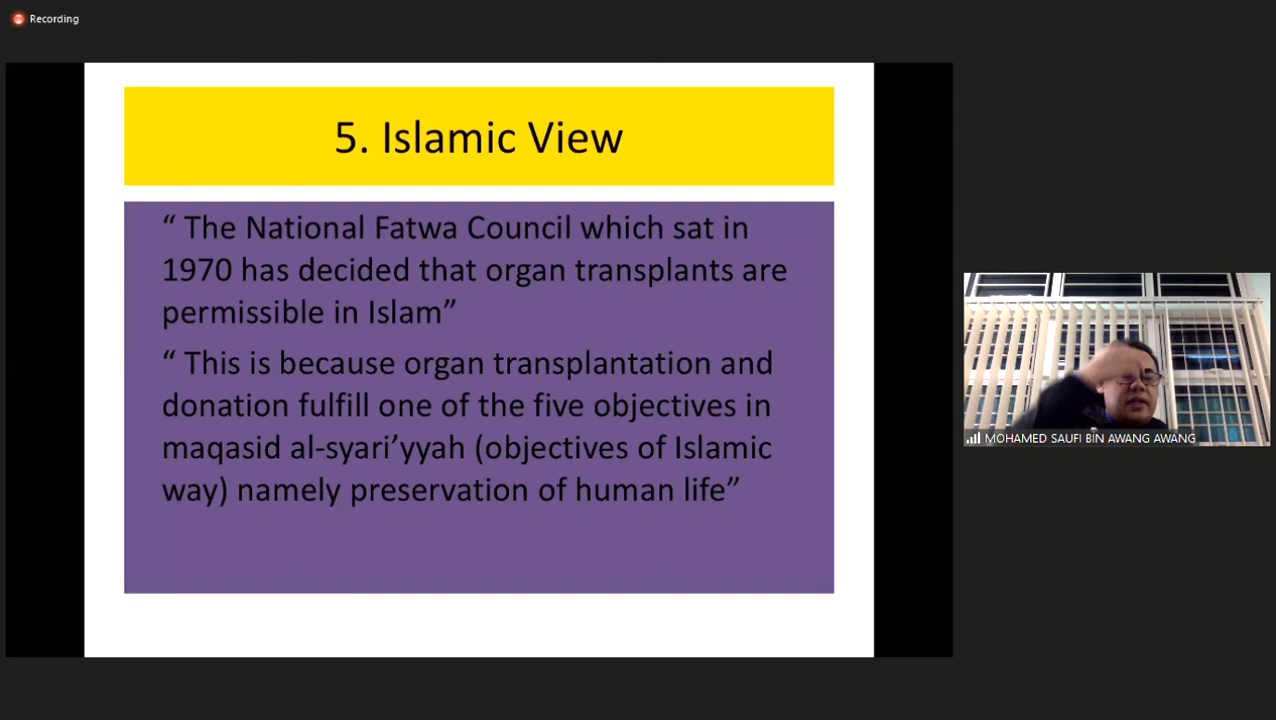 Recording
5. Islamic View
“ The National Fatwa Council which sat in
1970 has decided that organ transplants are
permissible in Islam”
“ This is because organ transplantation and
donation fulfill one of the five objectives in
maqasid al-syari’yyah (objectives of Islamic
way) namely preservation of human life”
MOHAMED SAUFI BIN AWANG AWANG